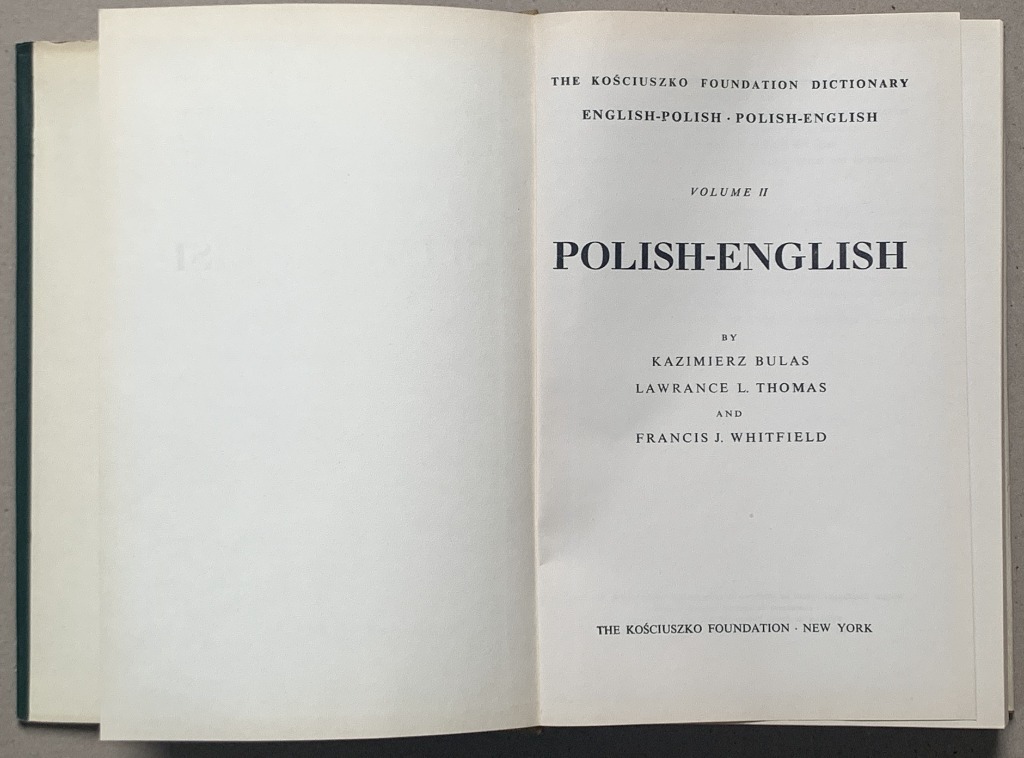 THE KOŚCIUSZKO FOUNDATION DICTIONARY
ENGLISH-POLISH · POLISH-ENGLISH
VOLUME II
POLISH-ENGLISH
BY
KAZIMIERZ BULAS
LAWRANCE L. THOMAS
AND
FRANCIS J. WHITFIELD
THE KOŚCIUSZKO FOUNDATION · NEW YORK